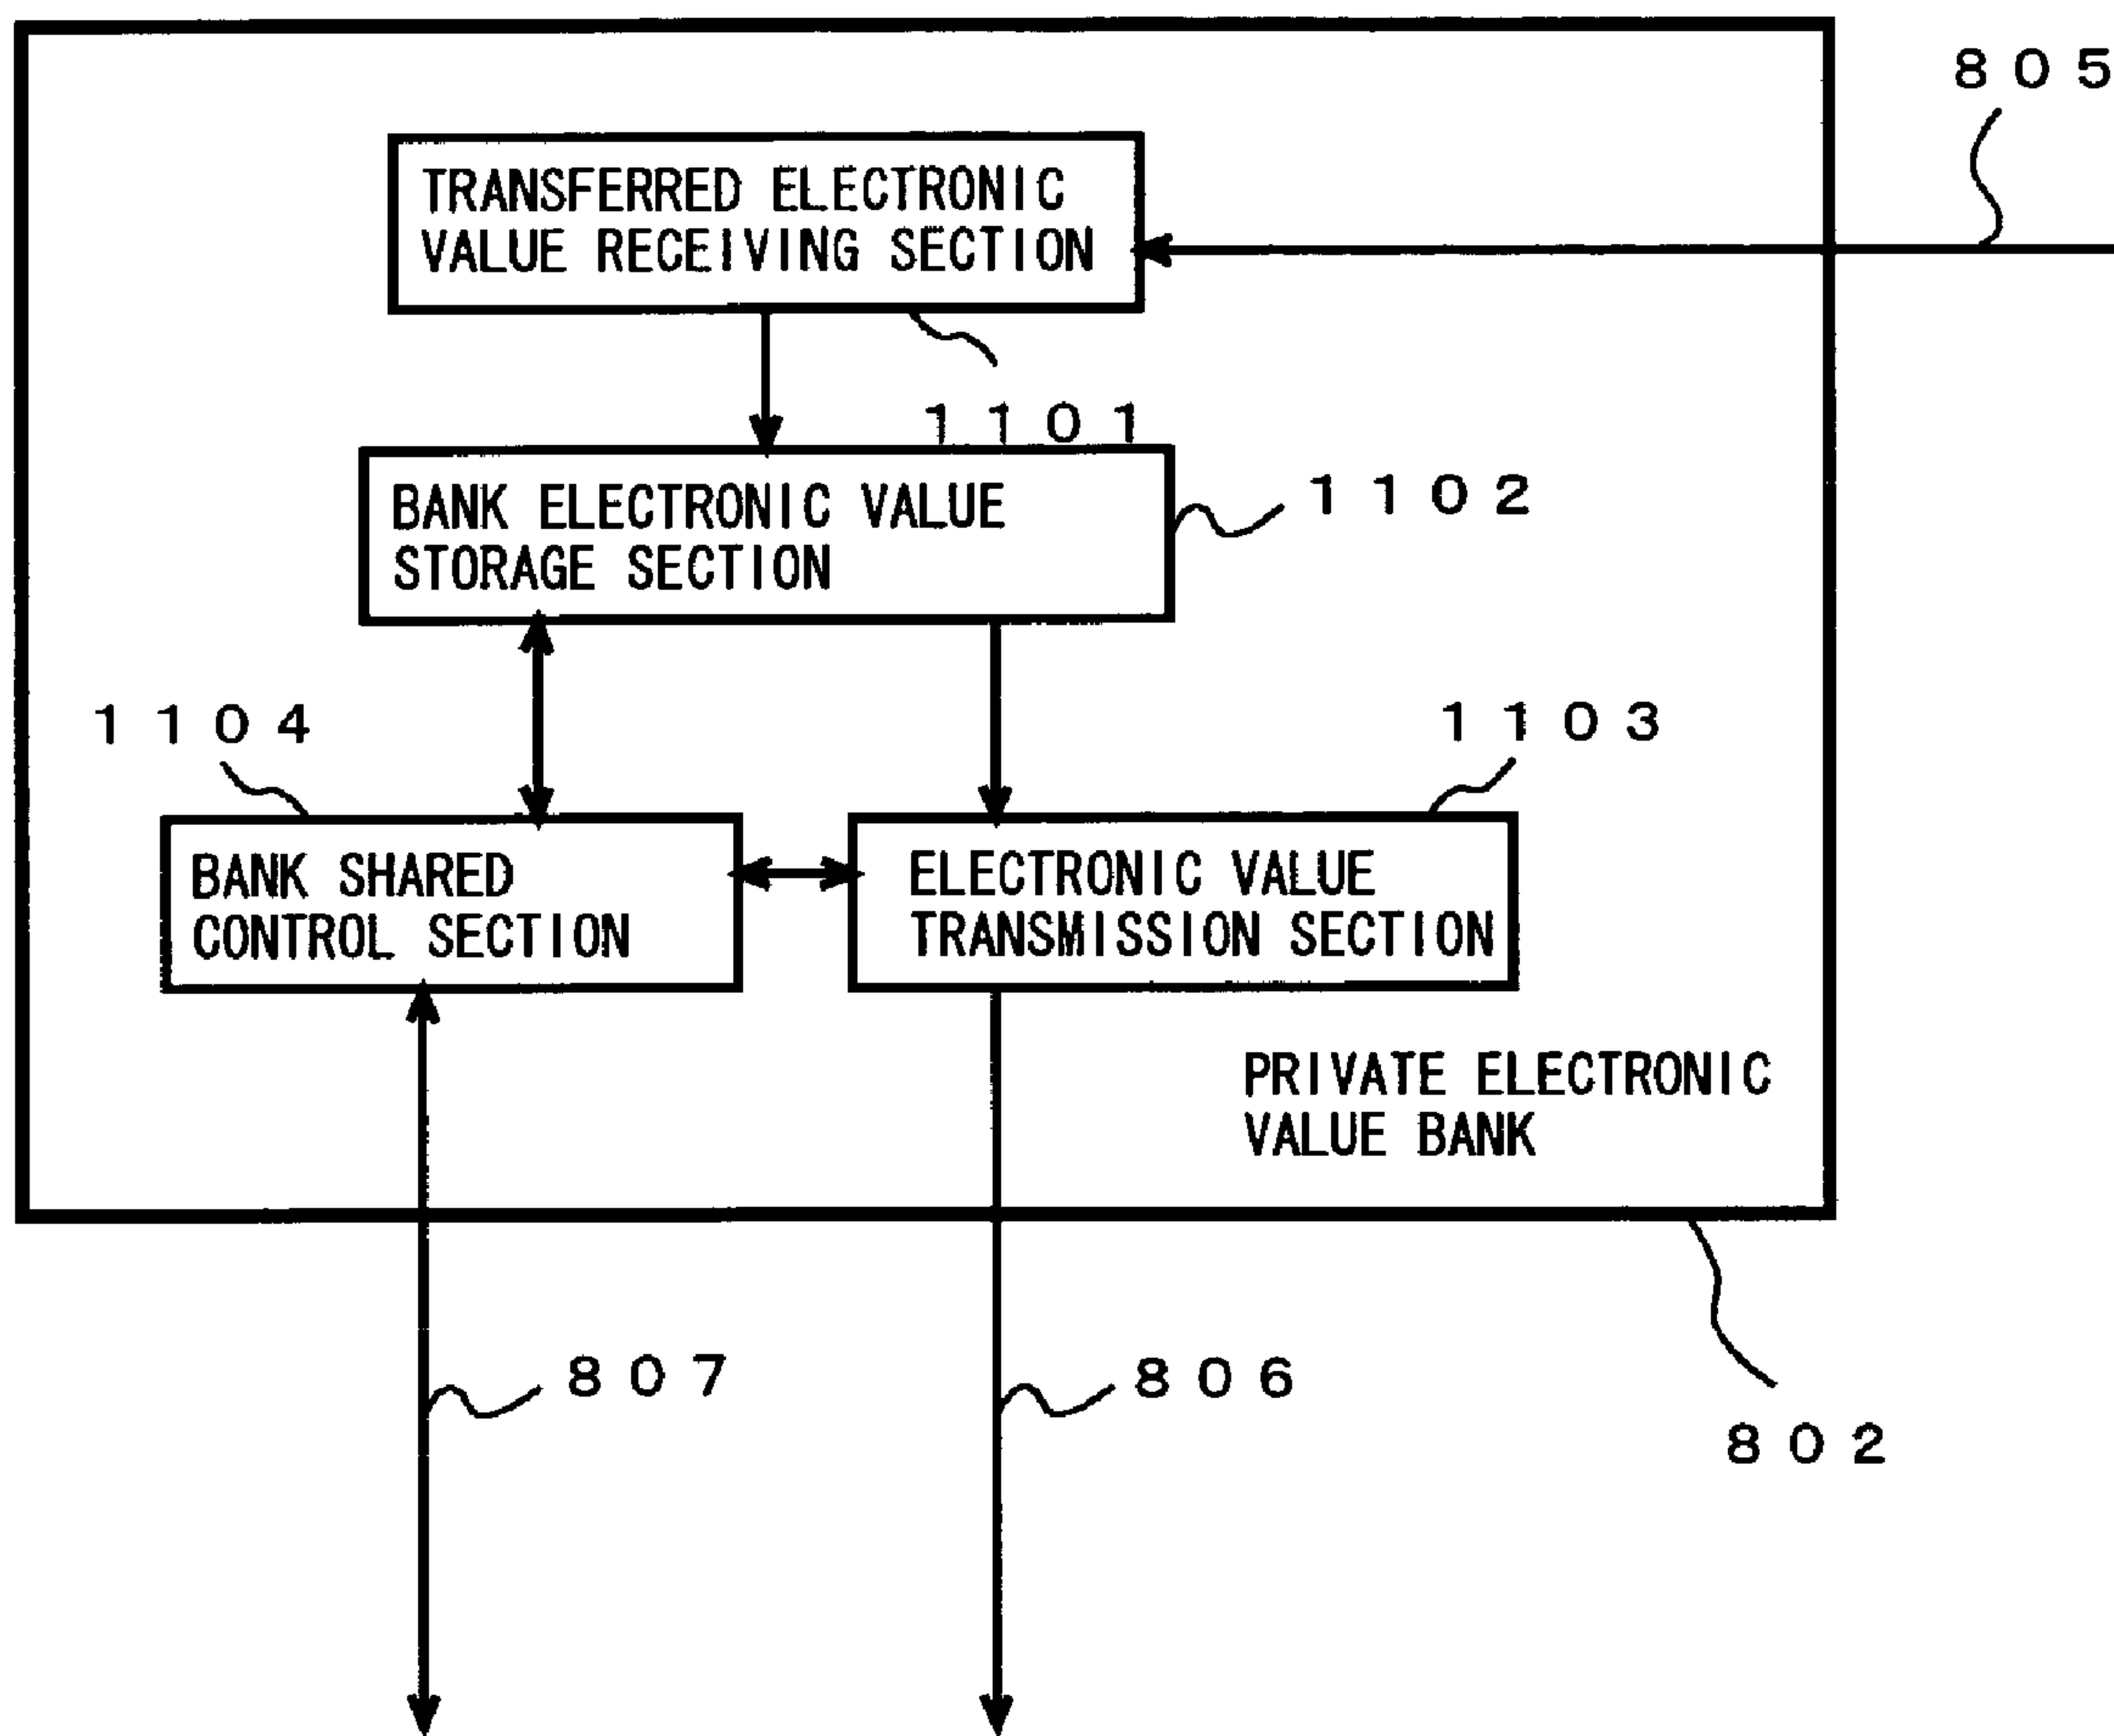 ８０５
TRANSFERRED ELECTRONIC
VALUE RECEIVING SECTION
１１０１
BANK ELECTRONIC VALUE
STORAGE SECTION
１１０２
１１０４
１１０３
BANK SHARED
CONTROL SECTION
ELECTRONIC VALUE
TRANSMISSION SECTION
PRIVATE ELECTRONIC
VALUE BANK
８０７
８０６
８０２